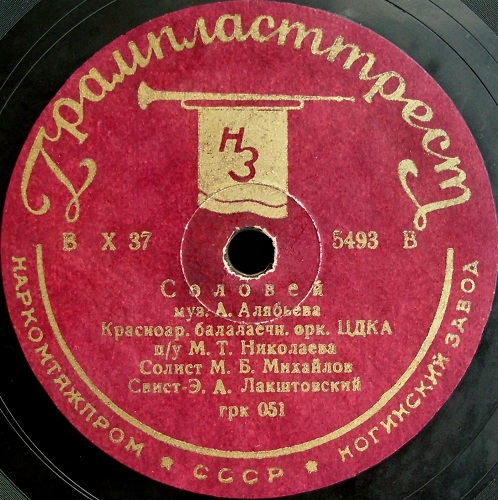 Грампласттрест
НЗ
В X 37 5493 В
Соловей
муз. А. Алябьева
Красноар. балалаечн. орк. ЦДКА
п/у М. Т. Николаева
Солист М. Б. Михайлов
Свист-Э. А. Лакштовский
грк 051
НАРКОМТЯЖПРОМ ★ СССР ★ НОГИНСКИЙ ЗАВОД